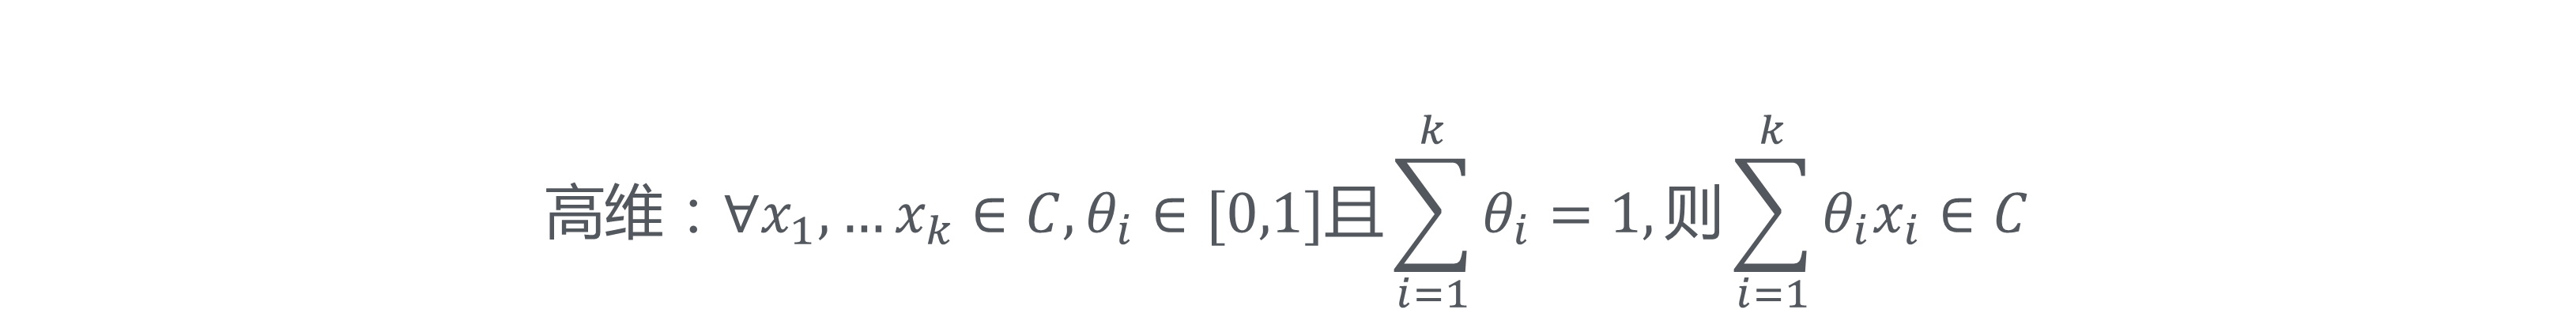 高维：∀x₁, … xₖ ∈ C, θᵢ ∈ [0,1]且∑ᵢ₌₁ᵏ θᵢ = 1, 则∑ᵢ₌₁ᵏ θᵢxᵢ ∈ C